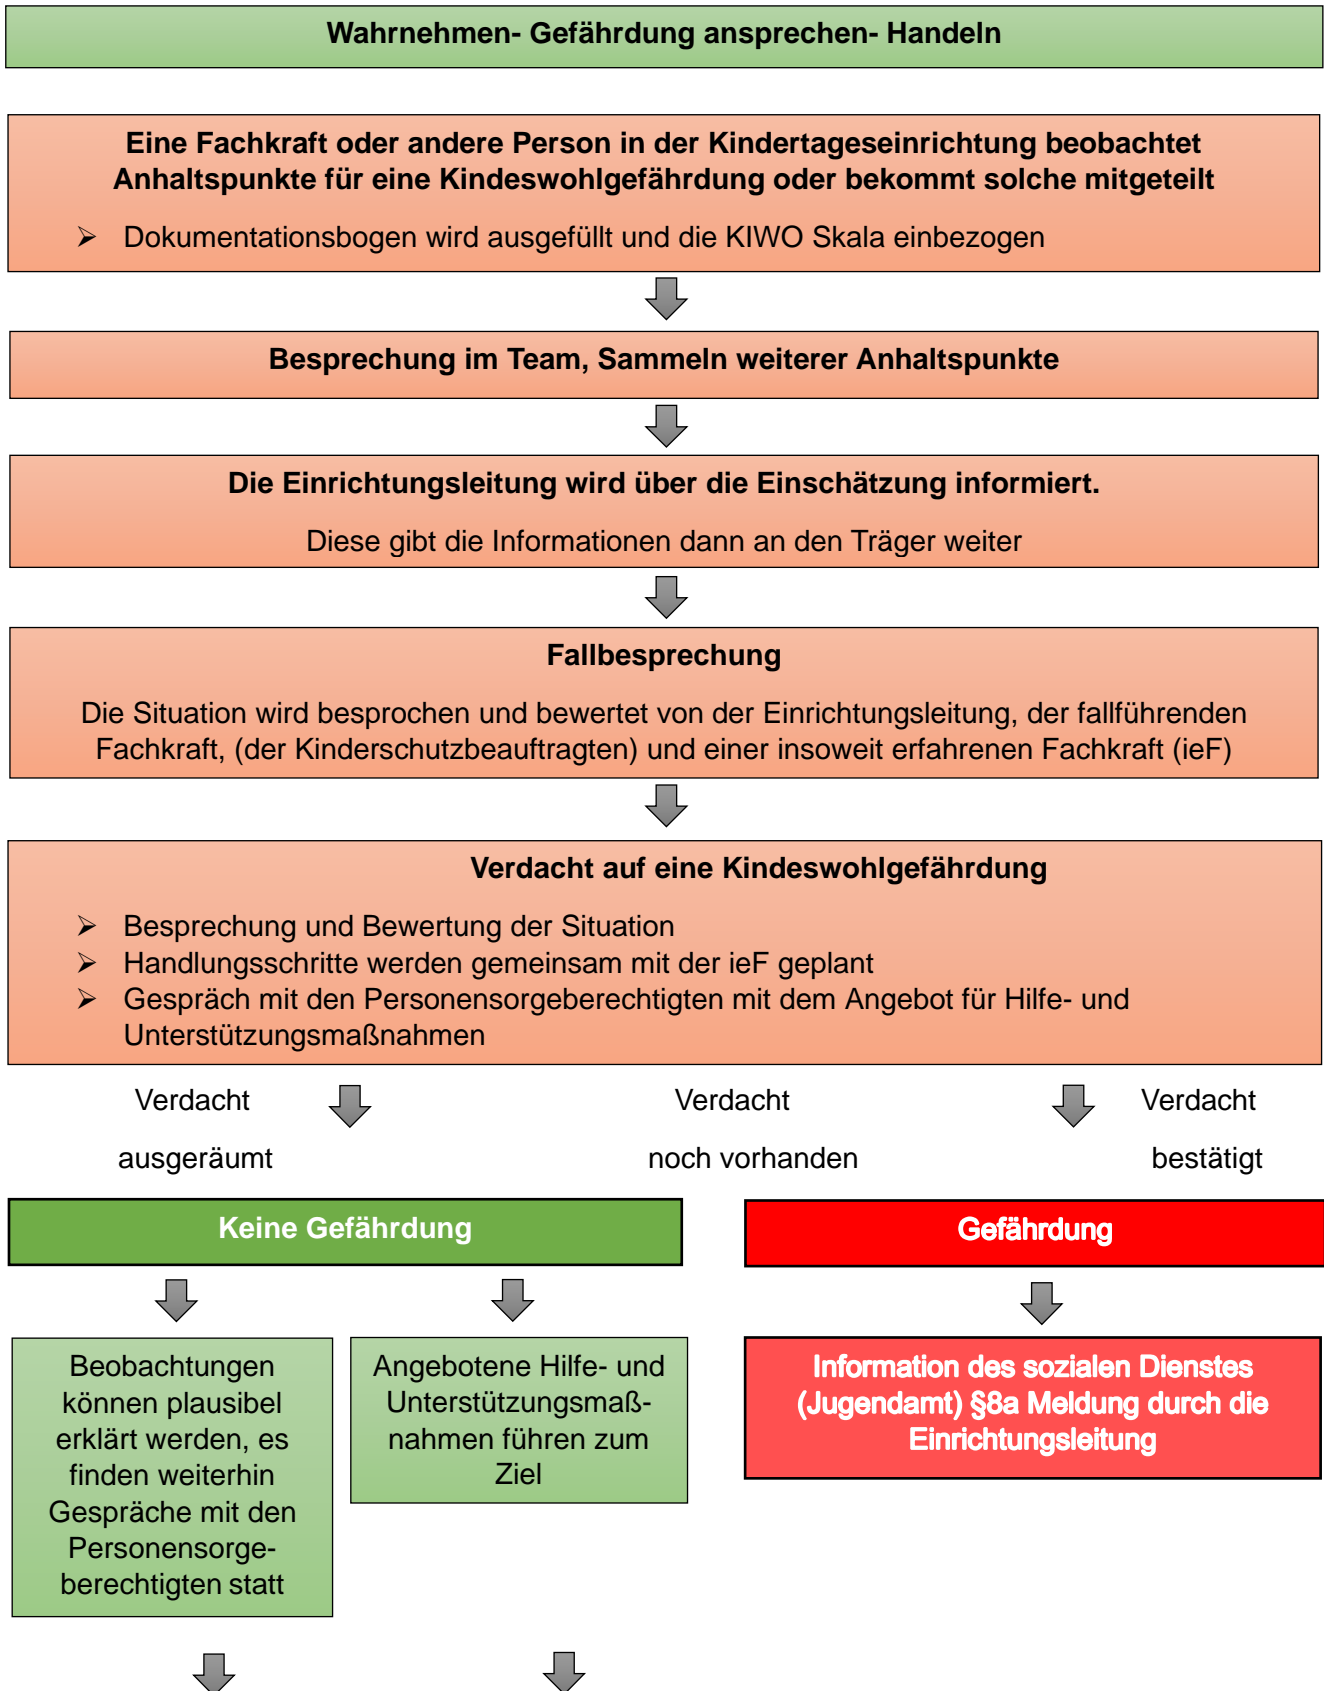 Wahrnehmen- Gefährdung ansprechen- Handeln
Eine Fachkraft oder andere Person in der Kindertageseinrichtung beobachtet
Anhaltspunkte für eine Kindeswohlgefährdung oder bekommt solche mitgeteilt
➢ Dokumentationsbogen wird ausgefüllt und die KIWO Skala einbezogen
Besprechung im Team, Sammeln weiterer Anhaltspunkte
Die Einrichtungsleitung wird über die Einschätzung informiert.
Diese gibt die Informationen dann an den Träger weiter
Fallbesprechung
Die Situation wird besprochen und bewertet von der Einrichtungsleitung, der fallführenden
Fachkraft, (der Kinderschutzbeauftragten) und einer insoweit erfahrenen Fachkraft (ieF)
Verdacht auf eine Kindeswohlgefährdung
➢ Besprechung und Bewertung der Situation
➢ Handlungsschritte werden gemeinsam mit der ieF geplant
➢ Gespräch mit den Personensorgeberechtigten mit dem Angebot für Hilfe- und
Unterstützungsmaßnahmen
Verdacht
ausgeräumt
Verdacht
noch vorhanden
Verdacht
bestätigt
Keine Gefährdung
Gefährdung
Beobachtungen
können plausibel
erklärt werden, es
finden weiterhin
Gespräche mit den
Personensorge-
berechtigten statt
Angebotene Hilfe- und
Unterstützungsmaß-
nahmen führen zum
Ziel
Information des sozialen Dienstes
(Jugendamt) §8a Meldung durch die
Einrichtungsleitung